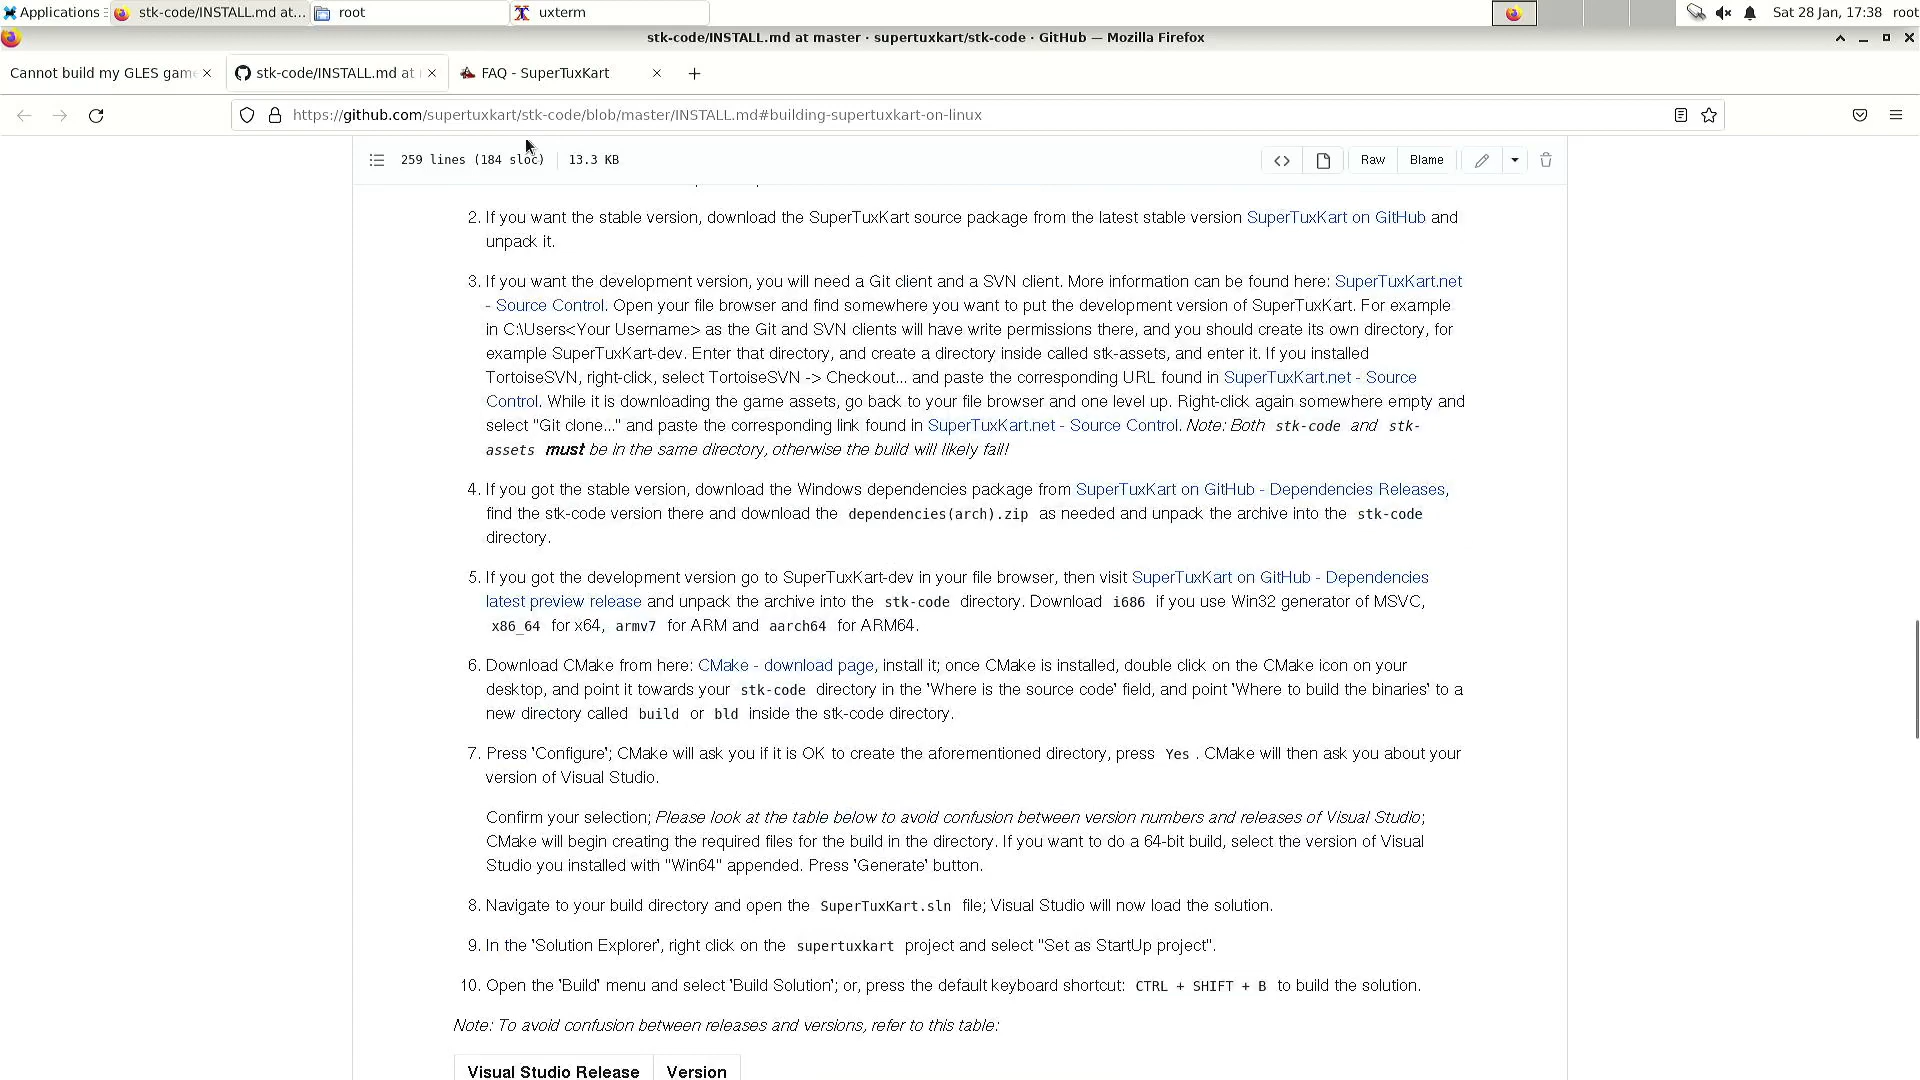 Applications
stk-code/INSTALL.md at...
root
uxterm
Sat 28 Jan, 17:38
root
stk-code/INSTALL.md at master · supertuxkart/stk-code · GitHub — Mozilla Firefox
Cannot build my GLES gam
stk-code/INSTALL.md at
FAQ - SuperTuxKart
https://github.com/supertuxkart/stk-code/blob/master/INSTALL.md#building-supertuxkart-on-linux
259 lines (184 sloc)
13.3 KB
Raw
Blame
2. If you want the stable version, download the SuperTuxKart source package from the latest stable version SuperTuxKart on GitHub and
unpack it.
3. If you want the development version, you will need a Git client and a SVN client. More information can be found here: SuperTuxKart.net
- Source Control. Open your file browser and find somewhere you want to put the development version of SuperTuxKart. For example
in C:\Users<Your Username> as the Git and SVN clients will have write permissions there, and you should create its own directory, for
example SuperTuxKart-dev. Enter that directory, and create a directory inside called stk-assets, and enter it. If you installed
TortoiseSVN, right-click, select TortoiseSVN -> Checkout... and paste the corresponding URL found in SuperTuxKart.net - Source
Control. While it is downloading the game assets, go back to your file browser and one level up. Right-click again somewhere empty and
select "Git clone..." and paste the corresponding link found in SuperTuxKart.net - Source Control. Note: Both stk-code and stk-
assets must be in the same directory, otherwise the build will likely fail!
4. If you got the stable version, download the Windows dependencies package from SuperTuxKart on GitHub - Dependencies Releases,
find the stk-code version there and download the dependencies(arch).zip as needed and unpack the archive into the stk-code
directory.
5. If you got the development version go to SuperTuxKart-dev in your file browser, then visit SuperTuxKart on GitHub - Dependencies
latest preview release and unpack the archive into the stk-code directory. Download i686 if you use Win32 generator of MSVC,
x86_64 for x64, armv7 for ARM and aarch64 for ARM64.
6. Download CMake from here: CMake - download page, install it; once CMake is installed, double click on the CMake icon on your
desktop, and point it towards your stk-code directory in the 'Where is the source code' field, and point 'Where to build the binaries' to a
new directory called build or bld inside the stk-code directory.
7. Press 'Configure'; CMake will ask you if it is OK to create the aforementioned directory, press Yes . CMake will then ask you about your
version of Visual Studio.
Confirm your selection; Please look at the table below to avoid confusion between version numbers and releases of Visual Studio;
CMake will begin creating the required files for the build in the directory. If you want to do a 64-bit build, select the version of Visual
Studio you installed with "Win64" appended. Press 'Generate' button.
8. Navigate to your build directory and open the SuperTuxKart.sln file; Visual Studio will now load the solution.
9. In the 'Solution Explorer', right click on the supertuxkart project and select "Set as StartUp project".
10. Open the 'Build' menu and select 'Build Solution'; or, press the default keyboard shortcut: CTRL + SHIFT + B to build the solution.
Note: To avoid confusion between releases and versions, refer to this table:
Visual Studio Release
Version